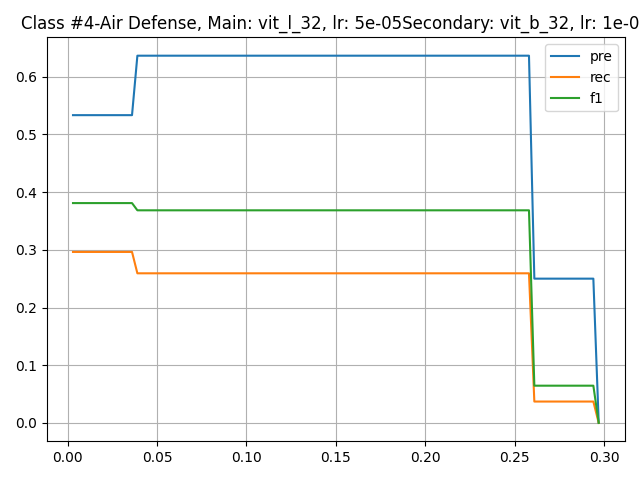 Class #4-Air Defense, Main: vit_l_32, lr: 5e-05Secondary: vit_b_32, lr: 1e-0
pre
rec
f1
0.6
0.5
0.4
0.3
0.2
0.1
0.0
0.00 0.05 0.10 0.15 0.20 0.25 0.30